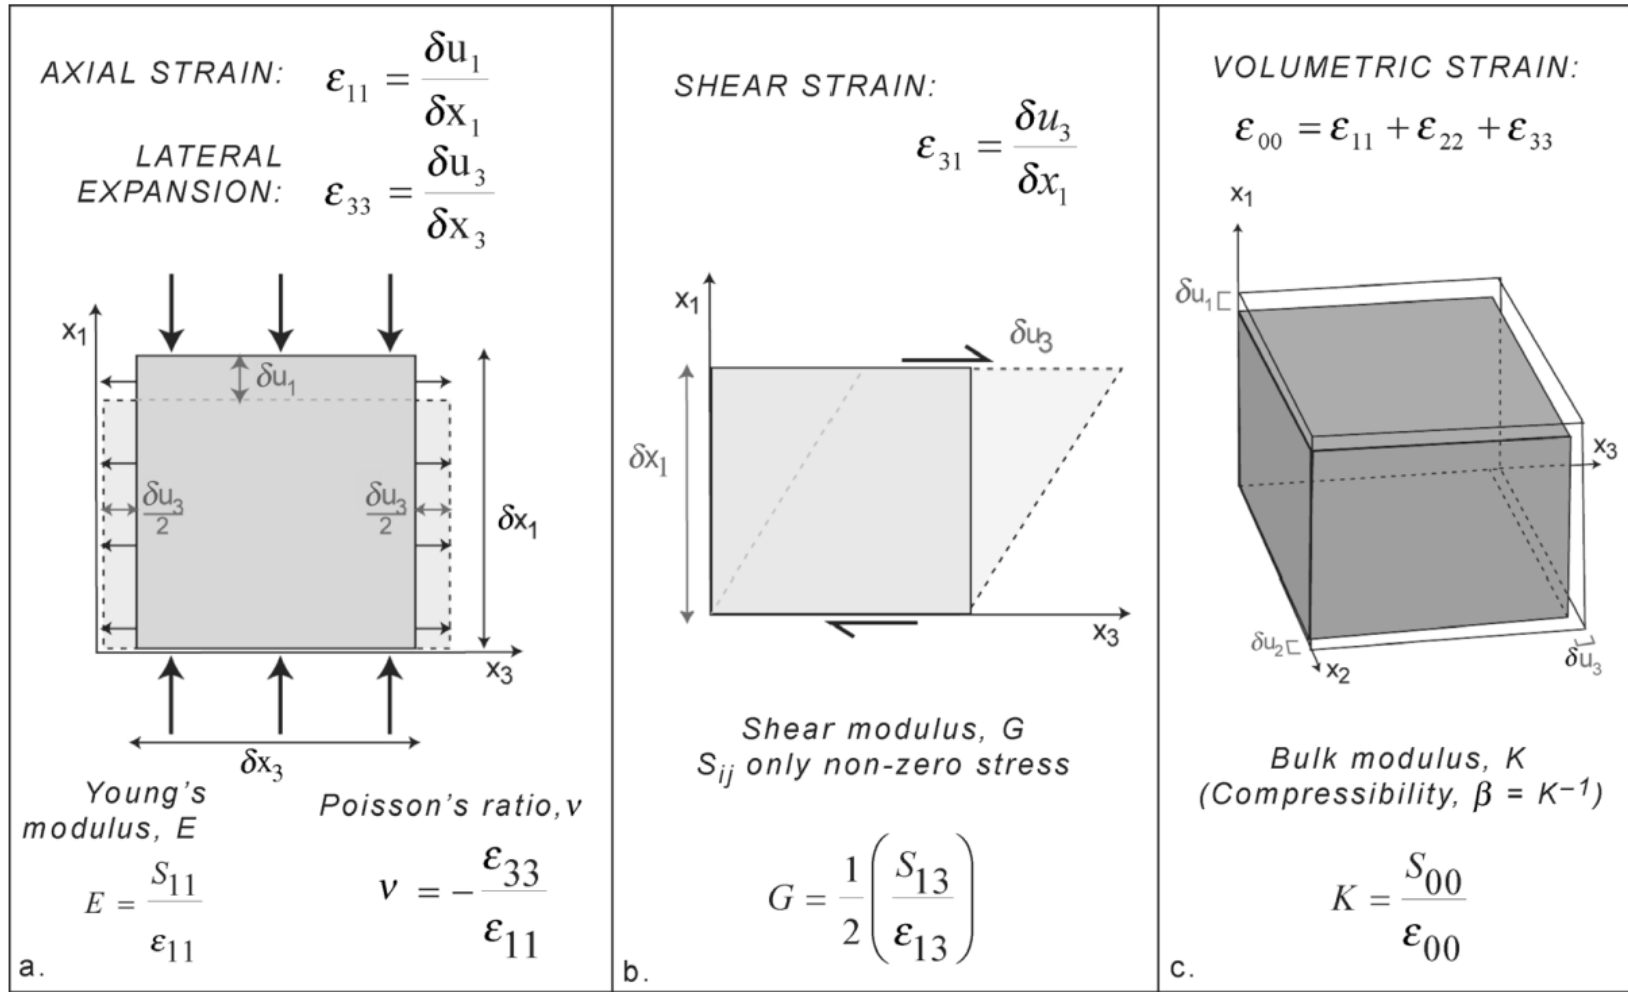 AXIAL STRAIN: ε₁₁ = δu₁/δx₁
LATERAL
EXPANSION: ε₃₃ = δu₃/δx₃
x₁
δu₁
δu₃/2
δu₃/2
δx₁
x₃
δx₃
Young's
modulus, E
E = S₁₁/ε₁₁
Poisson's ratio, ν
ν = −ε₃₃/ε₁₁
a.
SHEAR STRAIN:
ε₃₁ = δu₃/δx₁
x₁
δu₃
δx₁
x₃
Shear modulus, G
Sᵢⱼ only non-zero stress
G = 1/2 (S₁₃/ε₁₃)
b.
VOLUMETRIC STRAIN:
ε₀₀ = ε₁₁ + ε₂₂ + ε₃₃
x₁
δu₁
x₃
δu₂
x₂
δu₃
Bulk modulus, K
(Compressibility, β = K⁻¹)
K = S₀₀/ε₀₀
c.